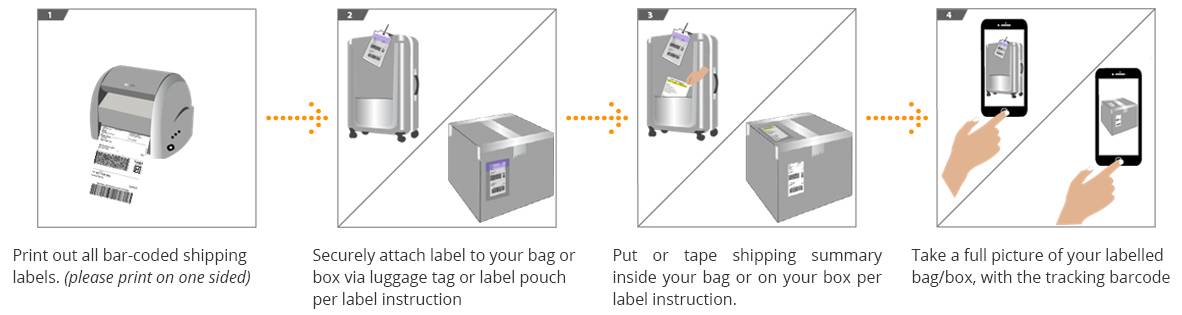 1
Print out all bar-coded shipping
labels. (please print on one sided)
2
Securely attach label to your bag or
box via luggage tag or label pouch
per label instruction
3
Put or tape shipping summary
inside your bag or on your box per
label instruction.
4
Take a full picture of your labelled
bag/box, with the tracking barcode